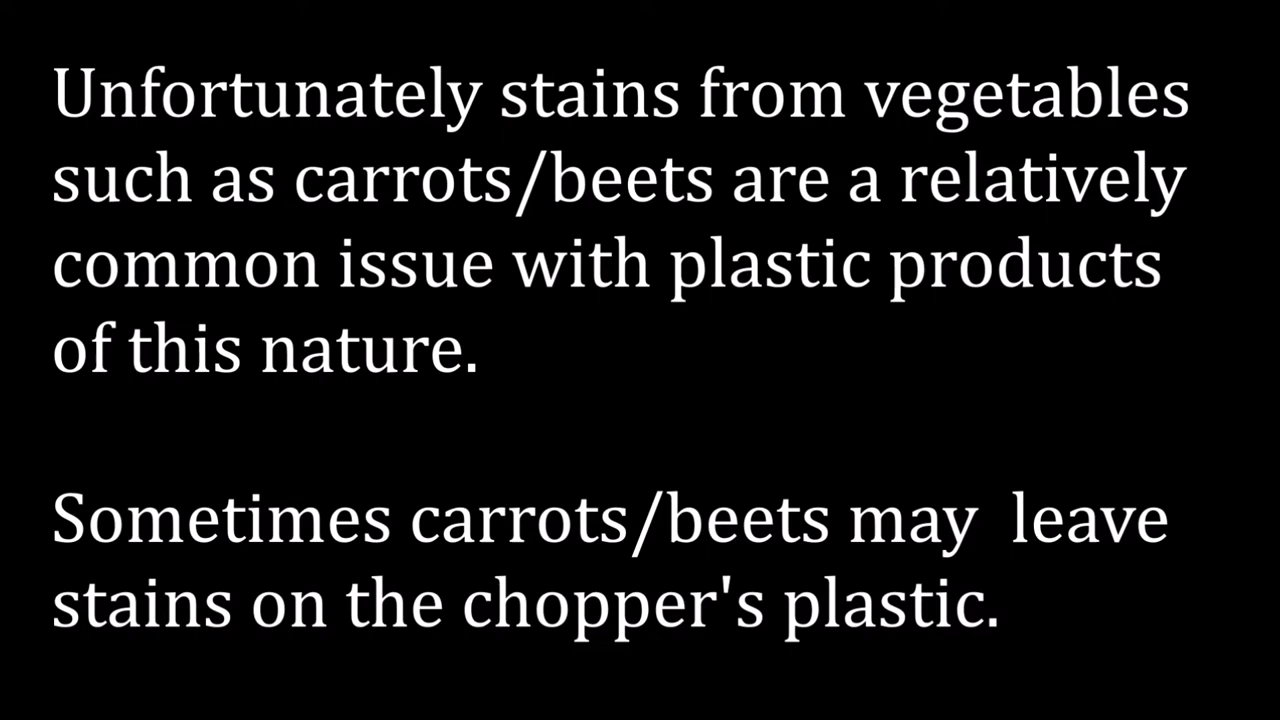 Unfortunately stains from vegetables
such as carrots/beets are a relatively
common issue with plastic products
of this nature.
Sometimes carrots/beets may  leave
stains on the chopper's plastic.